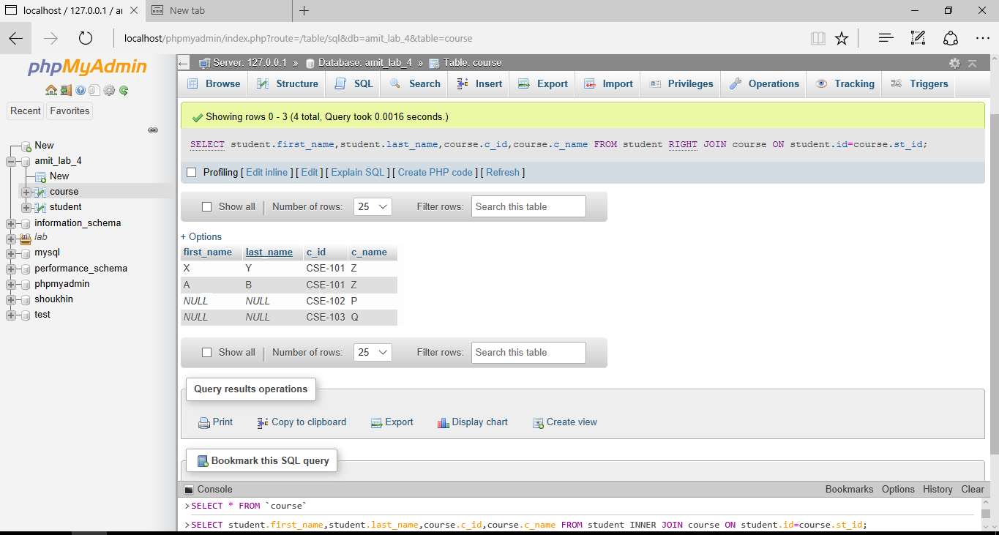 localhost / 127.0.0.1 / ar
New tab
localhost/phpmyadmin/index.php?route=/table/sql&db=amit_lab_4&table=course
phpMyAdmin
Recent Favorites
New
amit_lab_4
New
course
student
information_schema
lab
mysql
performance_schema
phpmyadmin
shoukhin
test
Server: 127.0.0.1 » Database: amit_lab_4 » Table: course
Browse Structure SQL Search Insert Export Import Privileges Operations Tracking Triggers
Showing rows 0 - 3 (4 total, Query took 0.0016 seconds.)
SELECT student.first_name,student.last_name,course.c_id,course.c_name FROM student RIGHT JOIN course ON student.id=course.st_id;
Profiling [ Edit inline ] [ Edit ] [ Explain SQL ] [ Create PHP code ] [ Refresh ]
Show all | Number of rows: 25 Filter rows: Search this table
+ Options
first_name last_name c_id c_name
X Y CSE-101 Z
A B CSE-101 Z
NULL NULL CSE-102 P
NULL NULL CSE-103 Q
Show all | Number of rows: 25 Filter rows: Search this table
Query results operations
Print Copy to clipboard Export Display chart Create view
Bookmark this SQL query
Console Bookmarks Options History Clear
>SELECT * FROM `course`
>SELECT student.first_name,student.last_name,course.c_id,course.c_name FROM student INNER JOIN course ON student.id=course.st_id;